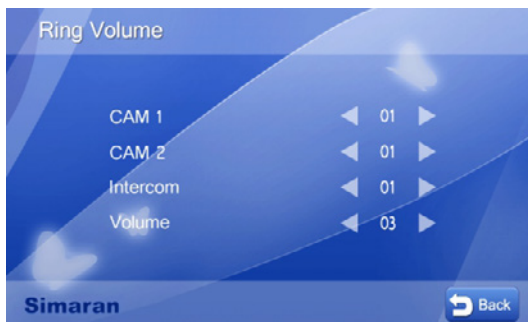 Ring Volume
CAM 1 01
CAM 2 01
Intercom 01
Volume 03
Simaran Back